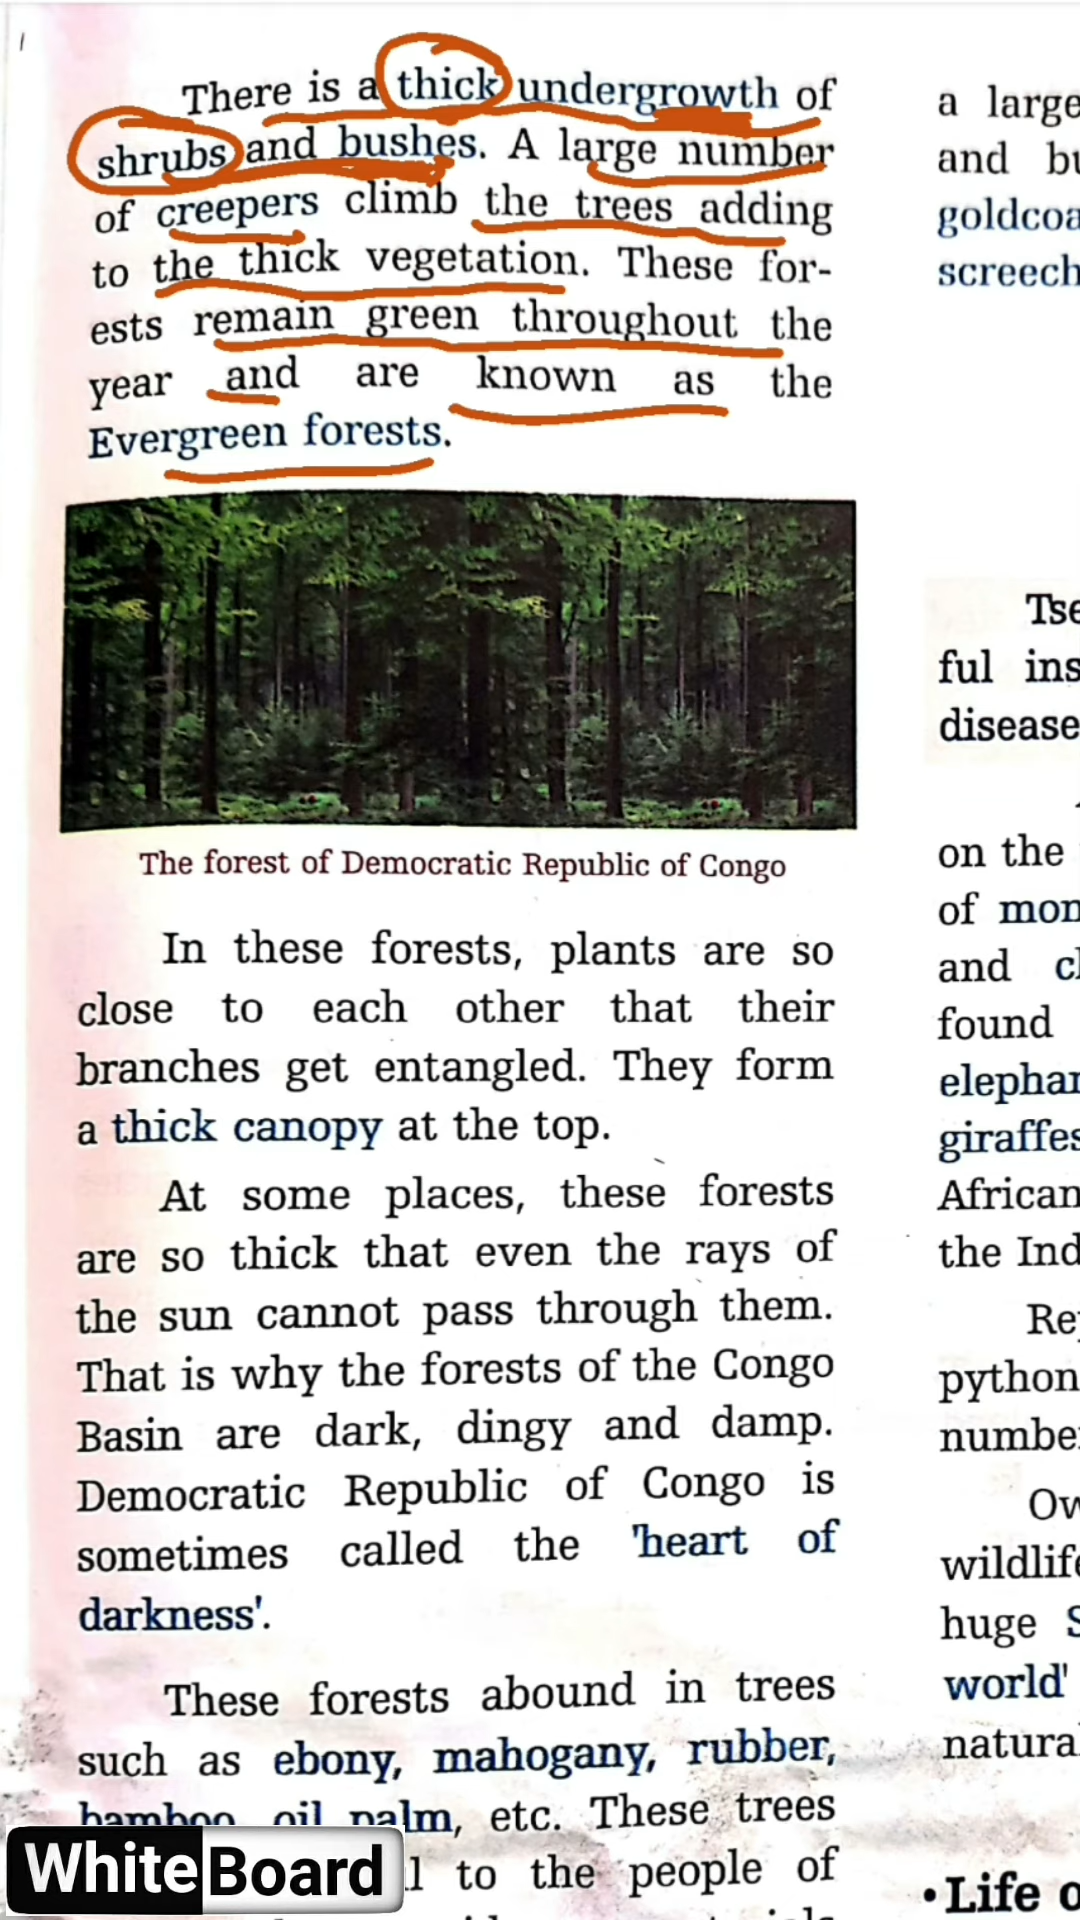 There is a thick undergrowth of
shrubs and bushes. A large number
of creepers climb the trees adding
to the thick vegetation. These for-
ests remain green throughout the
year and are known as the
Evergreen forests.
The forest of Democratic Republic of Congo
In these forests, plants are so
close to each other that their
branches get entangled. They form
a thick canopy at the top.
At some places, these forests
are so thick that even the rays of
the sun cannot pass through them.
That is why the forests of the Congo
Basin are dark, dingy and damp.
Democratic Republic of Congo is
sometimes called the 'heart of
darkness'.
These forests abound in trees
such as ebony, mahogany, rubber,
bamboo, oil palm, etc. These trees
to the people of
a large
and
ful
disease
on the
of
and
found
African
the
python
wildlife
huge
world'
• Life
White Board